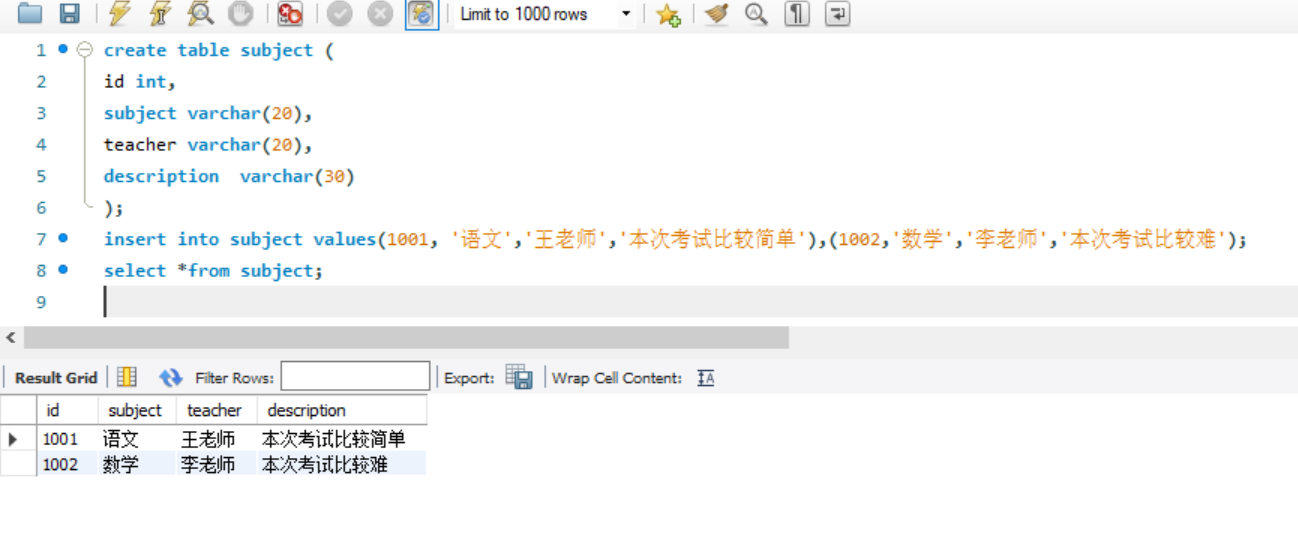 Limit to 1000 rows
1 create table subject (
2 id int,
3 subject varchar(20),
4 teacher varchar(20),
5 description  varchar(30)
6 );
7 insert into subject values(1001, '语文','王老师','本次考试比较简单'),(1002,'数学','李老师','本次考试比较难');
8 select *from subject;
9
Result Grid Filter Rows: Export: Wrap Cell Content:
id subject teacher description
1001 语文 王老师 本次考试比较简单
1002 数学 李老师 本次考试比较难